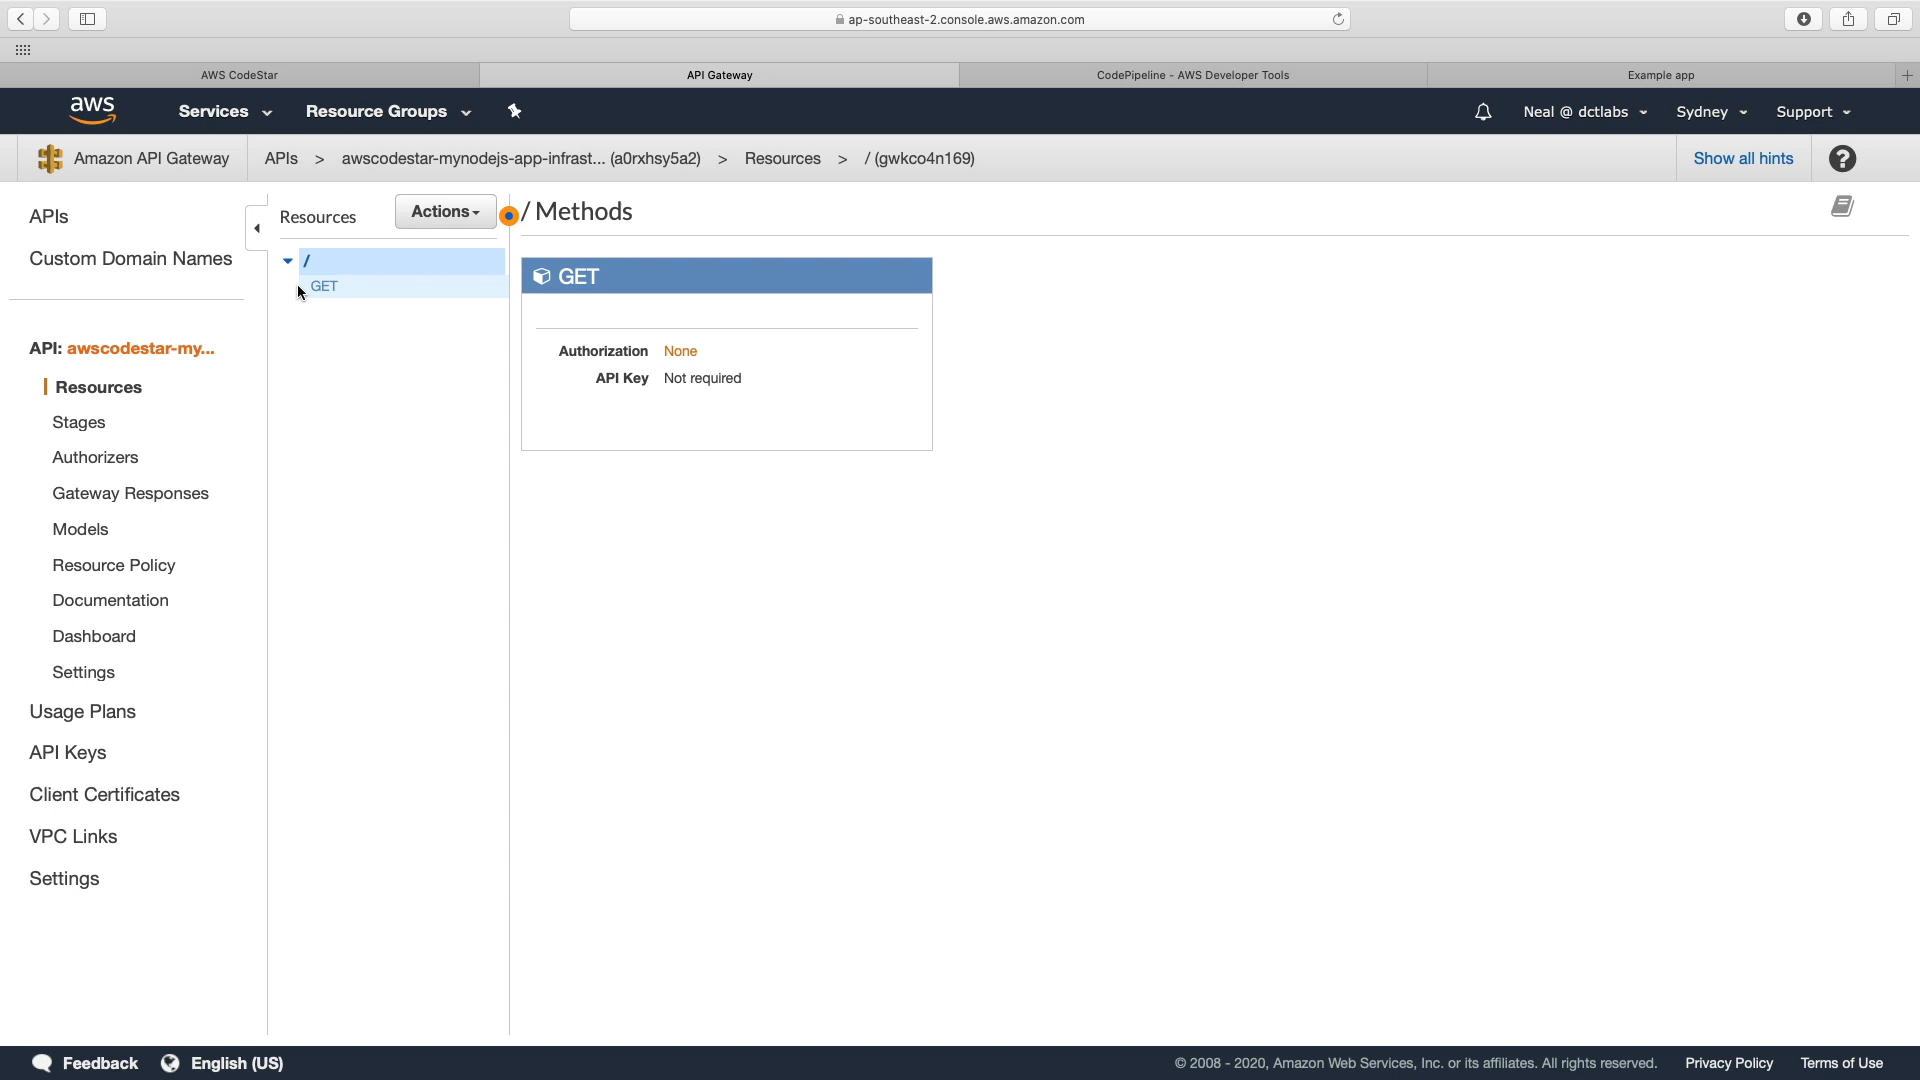 ap-southeast-2.console.aws.amazon.com
AWS CodeStar
API Gateway
CodePipeline - AWS Developer Tools
Example app
aws
Services
Resource Groups
Neal @ dctlabs
Sydney
Support
Amazon API Gateway
APIs > awscodestar-mynodejs-app-infrast... (a0rxhsy5a2) > Resources > / (gwkco4n169)
Show all hints
?
APIs
Custom Domain Names
API: awscodestar-my...
Resources
Stages
Authorizers
Gateway Responses
Models
Resource Policy
Documentation
Dashboard
Settings
Usage Plans
API Keys
Client Certificates
VPC Links
Settings
Resources
Actions
/
GET
/ Methods
GET
Authorization None
API Key Not required
Feedback
English (US)
© 2008 - 2020, Amazon Web Services, Inc. or its affiliates. All rights reserved.
Privacy Policy
Terms of Use